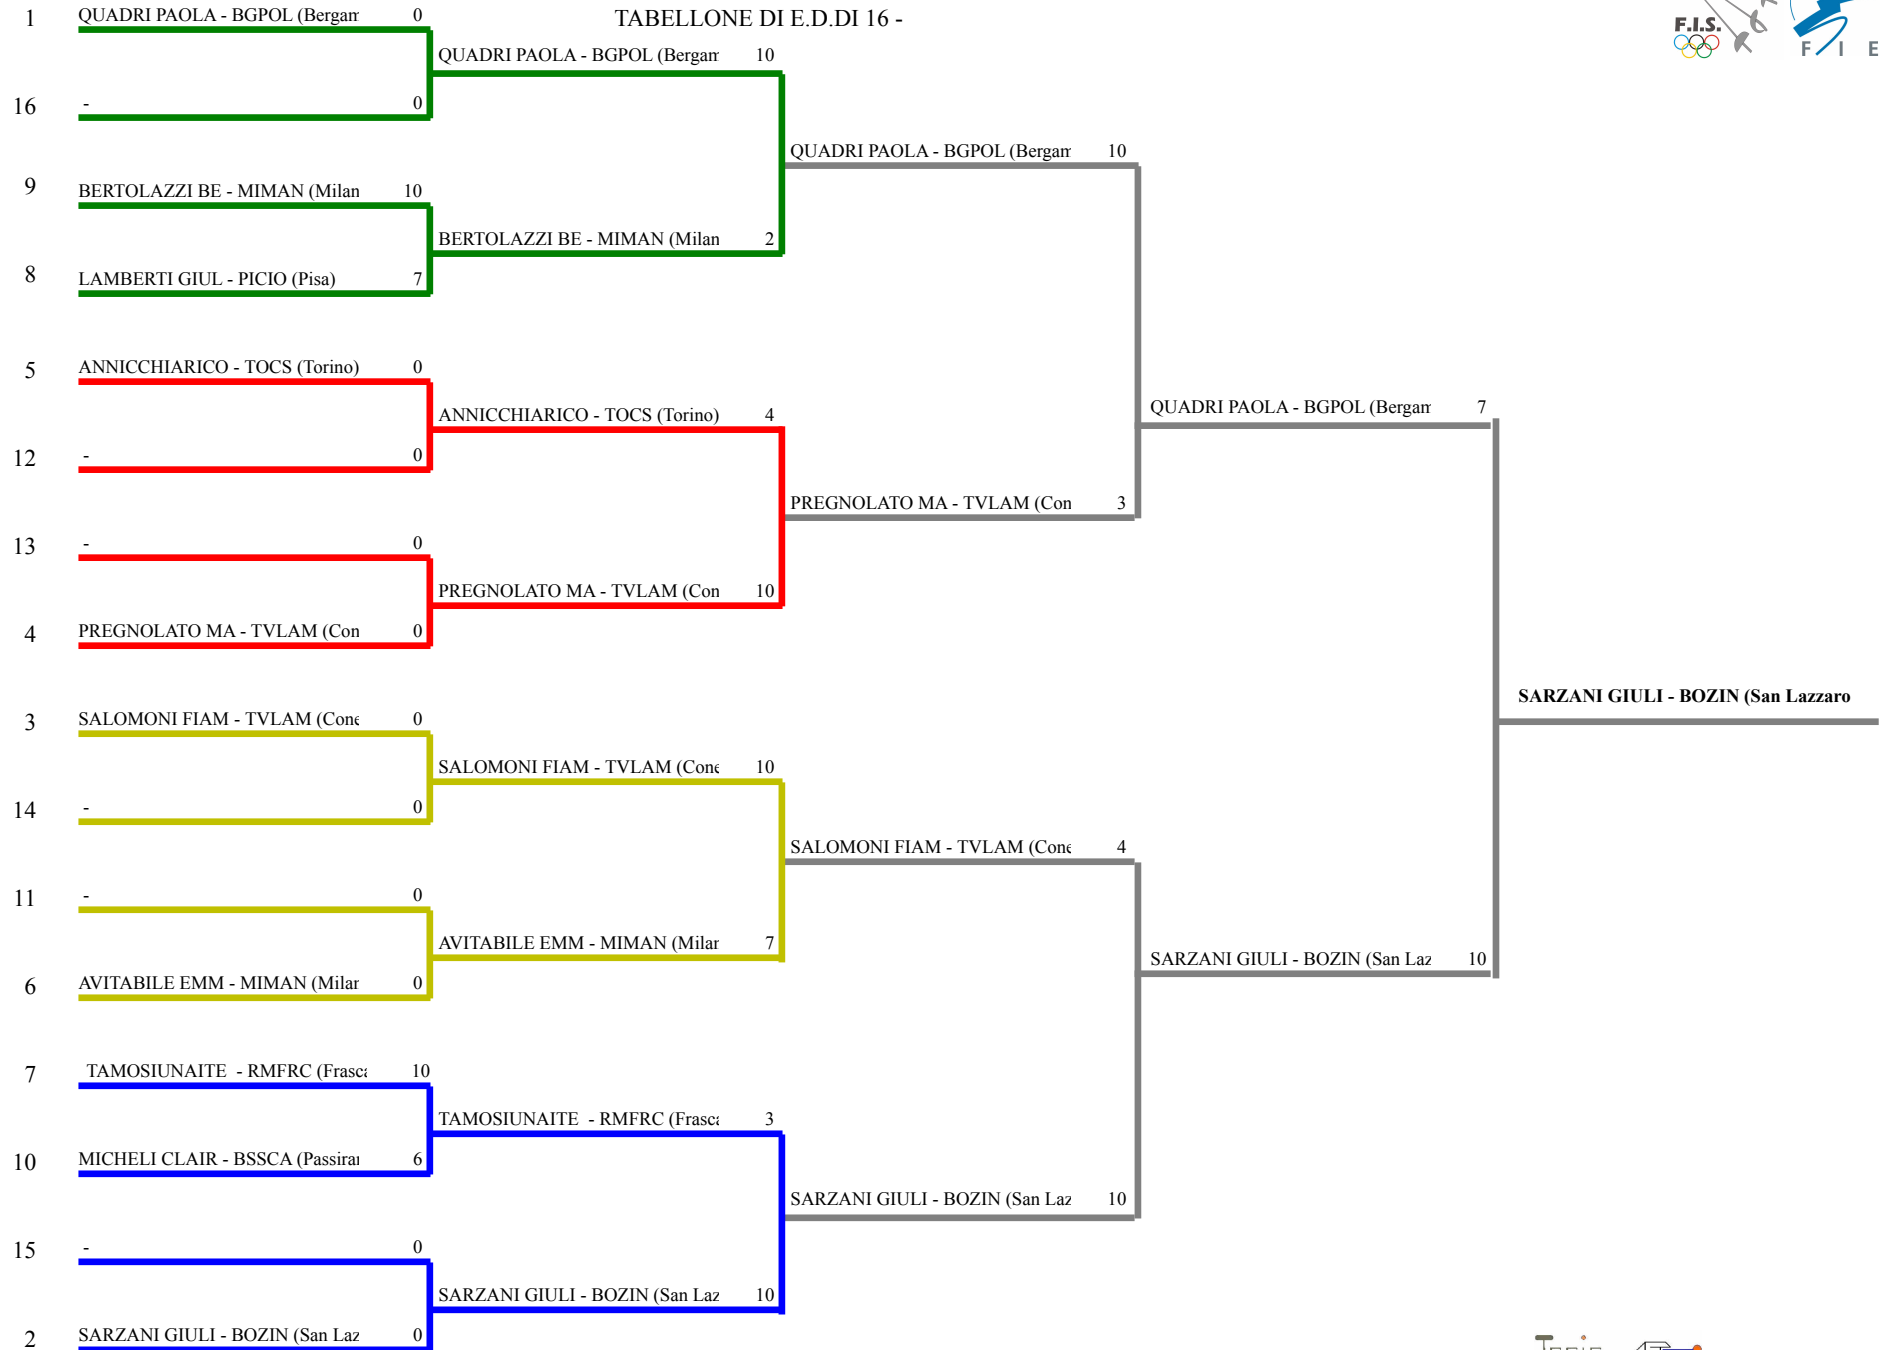 TABELLONE DI E.D.DI 16 -
F.I.S.
F I E
1 QUADRI PAOLA - BGPOL (Bergam 0
QUADRI PAOLA - BGPOL (Bergam 10
16 - 0
QUADRI PAOLA - BGPOL (Bergam 10
9 BERTOLAZZI BE - MIMAN (Milan 10
BERTOLAZZI BE - MIMAN (Milan 2
8 LAMBERTI GIUL - PICIO (Pisa) 7
5 ANNICCHIARICO - TOCS (Torino) 0
QUADRI PAOLA - BGPOL (Bergam 7
ANNICCHIARICO - TOCS (Torino) 4
12 - 0
PREGNOLATO MA - TVLAM (Con 3
13 - 0
PREGNOLATO MA - TVLAM (Con 10
4 PREGNOLATO MA - TVLAM (Con 0
SARZANI GIULI - BOZIN (San Lazzaro
3 SALOMONI FIAM - TVLAM (Cone 0
SALOMONI FIAM - TVLAM (Cone 10
14 - 0
SALOMONI FIAM - TVLAM (Cone 4
11 - 0
AVITABILE EMM - MIMAN (Milan 7
SARZANI GIULI - BOZIN (San Laz 10
6 AVITABILE EMM - MIMAN (Milan 0
7 TAMOSIUNAITE - RMFRC (Frasca 10
TAMOSIUNAITE - RMFRC (Frasca 3
10 MICHELI CLAIR - BSSCA (Passiran 6
SARZANI GIULI - BOZIN (San Laz 10
15 - 0
SARZANI GIULI - BOZIN (San Laz 10
2 SARZANI GIULI - BOZIN (San Laz 0